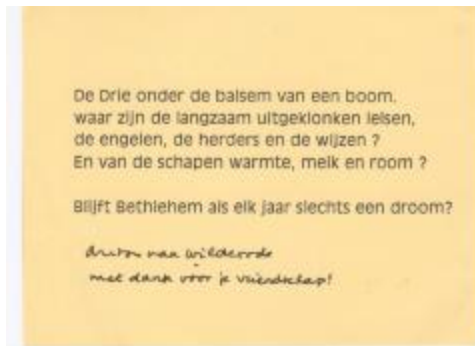 De Drie onder de balsem van een boom.
waar zijn de langzaam uitgeklonken leisen,
de engelen, de herders en de wijzen ?
En van de schapen warmte, melk en room ?
Blijft Bethlehem als elk jaar slechts een droom?
Anton van Wilderode
met dank voor je vriendschap!